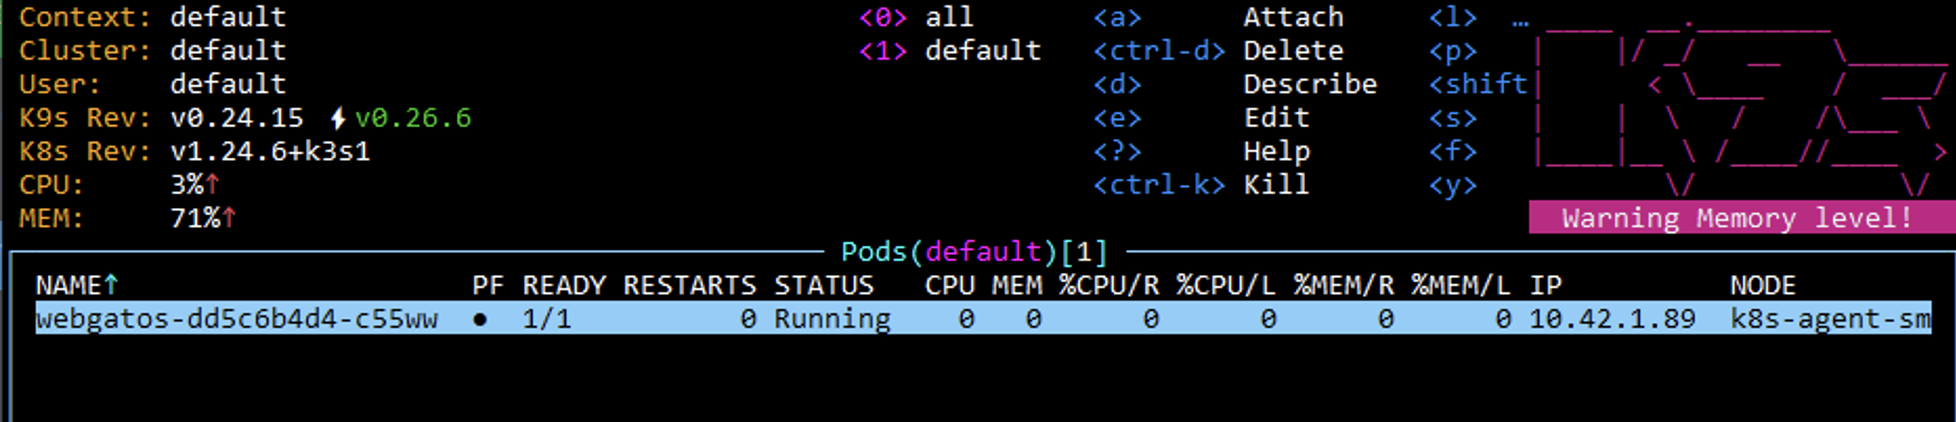 Context: default <0> all <a> Attach <l> …
Cluster: default <1> default <ctrl-d> Delete <p>
User: default <d> Describe <shift
K9s Rev: v0.24.15 ⚡v0.26.6 <e> Edit <s>
K8s Rev: v1.24.6+k3s1 <?> Help <f>
CPU: 3%↑ <ctrl-k> Kill <y>
MEM: 71%↑
K9s
Warning Memory level!
Pods(default)[1]
NAME↑ PF READY RESTARTS STATUS CPU MEM %CPU/R %CPU/L %MEM/R %MEM/L IP NODE
webgatos-dd5c6b4d4-c55ww ● 1/1 0 Running 0 0 0 0 0 0 10.42.1.89 k8s-agent-sm